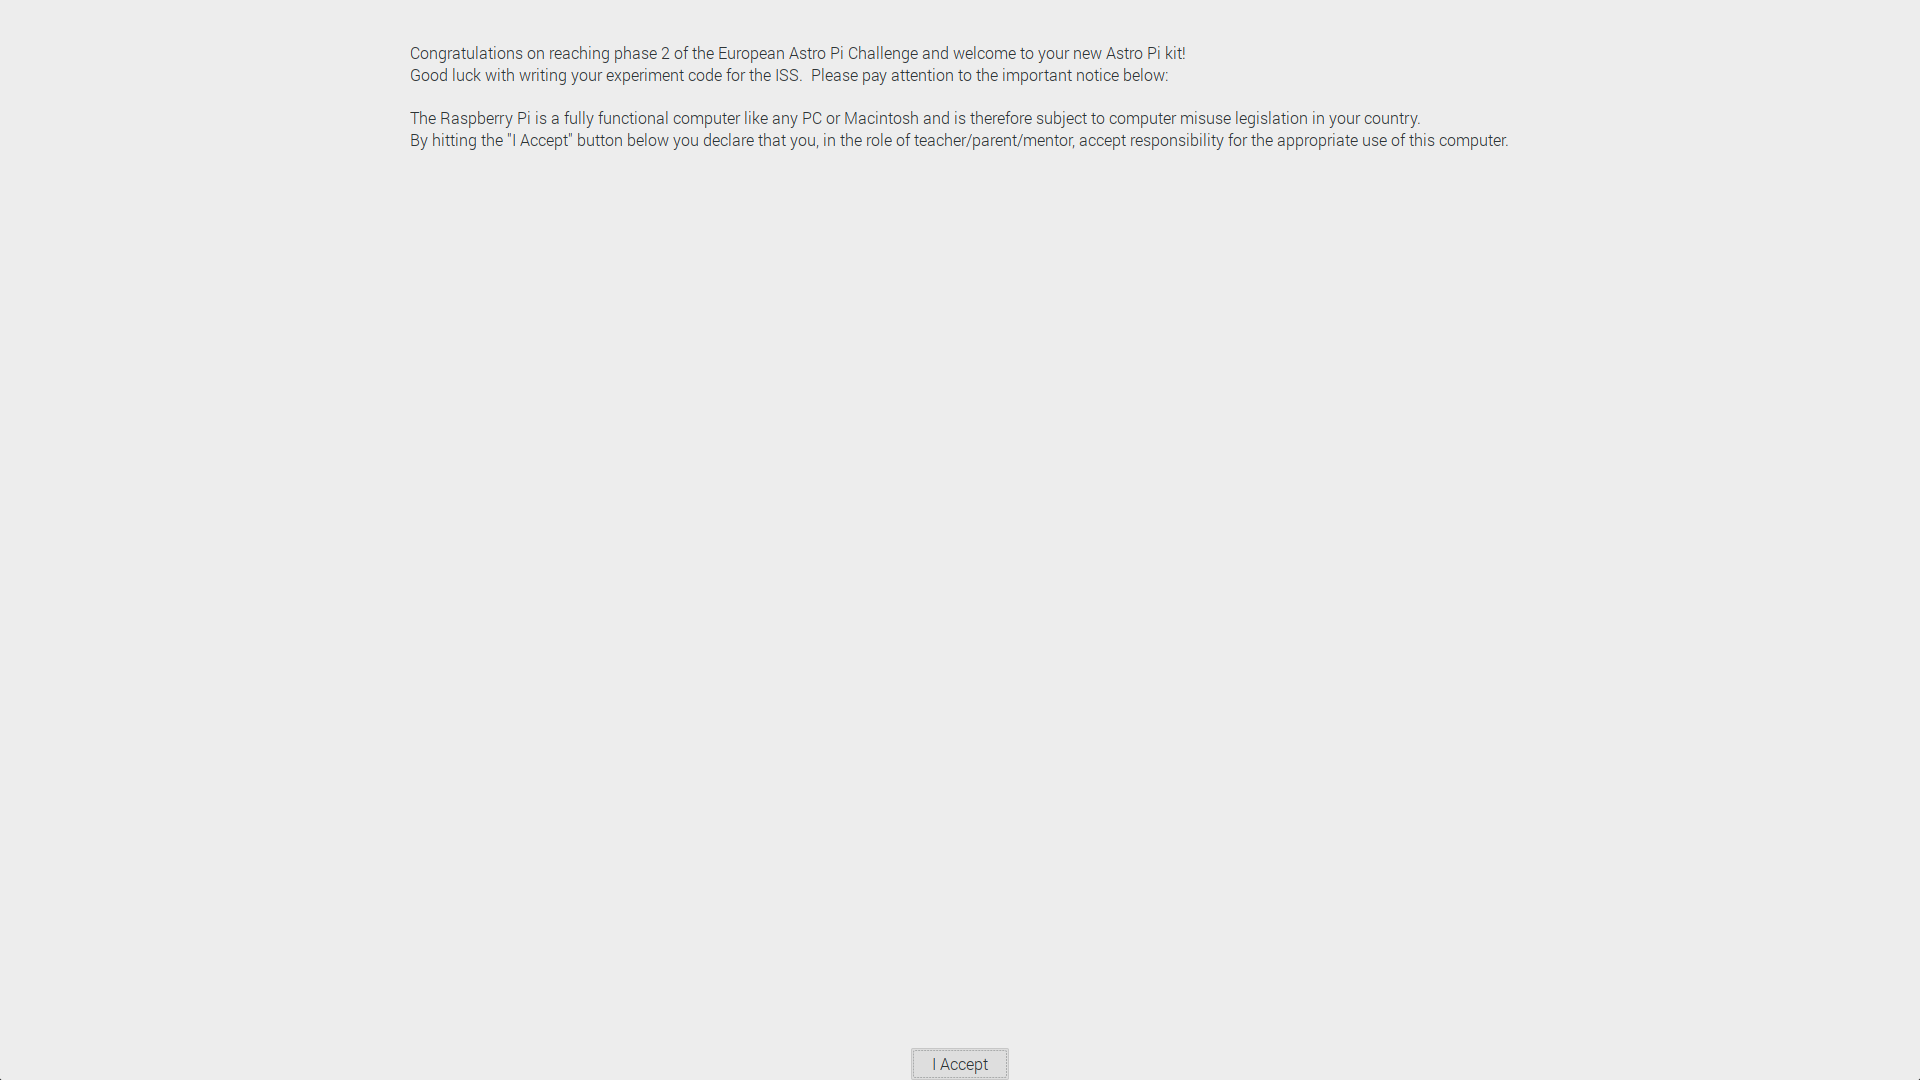 Congratulations on reaching phase 2 of the European Astro Pi Challenge and welcome to your new Astro Pi kit!
Good luck with writing your experiment code for the ISS.  Please pay attention to the important notice below:
The Raspberry Pi is a fully functional computer like any PC or Macintosh and is therefore subject to computer misuse legislation in your country.
By hitting the "I Accept" button below you declare that you, in the role of teacher/parent/mentor, accept responsibility for the appropriate use of this computer.
I Accept